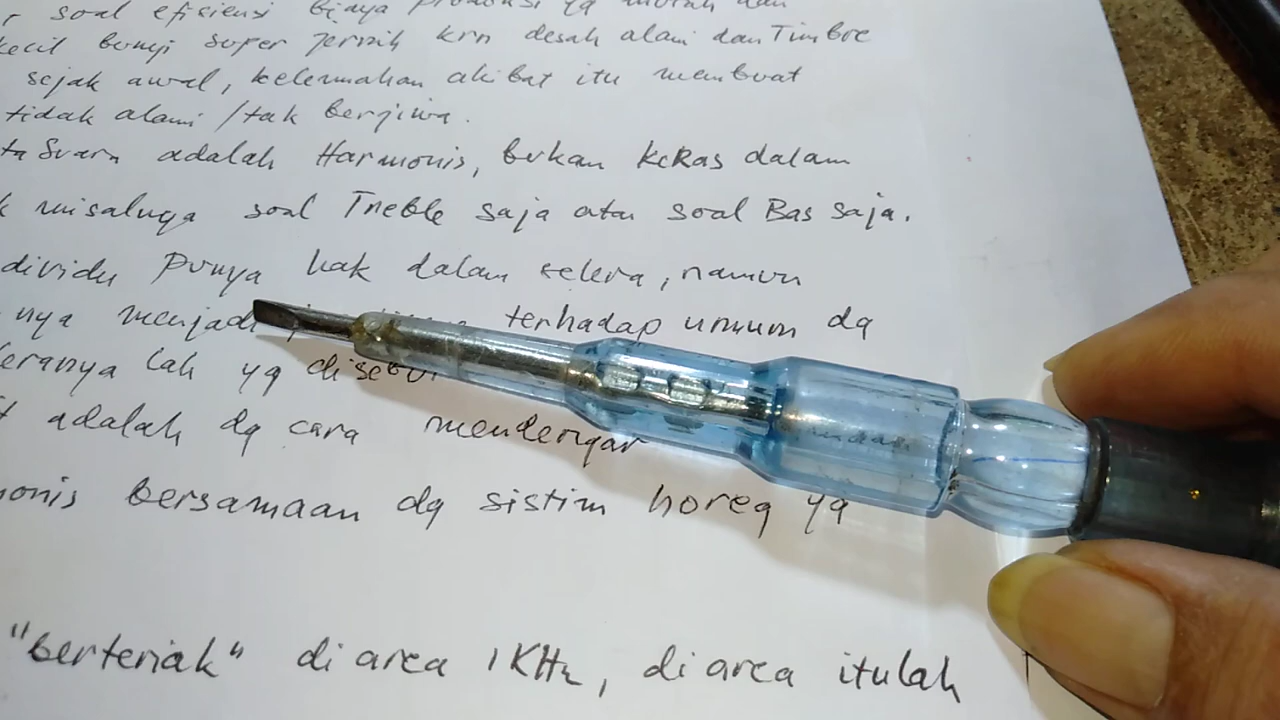 soal efisiensi biaya produksi yg murah dan
kecil bunyi super jernih krn desah alami dan Timbre
sejak awal, kelemahan akibat itu membuat
tidak alami / tak berjiwa.
ta Suara adalah Harmonis, bukan keRas dalam
k misalnya soal Treble saja atau soal Bas saja.
dividu Punya hak dalam selera, namun
nya menjadi terhadap umum dg
eranya lah yg disebut
adalah dg cara mendengar
onis bersamaan dg sistim horeg yg
"berteriak" di area 1KHz, di area itulah